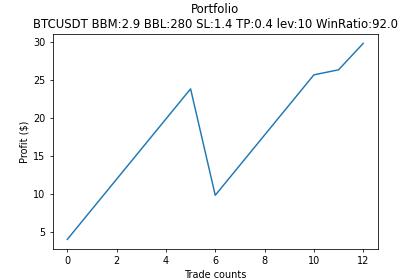 Portfolio
BTCUSDT BBM:2.9 BBL:280 SL:1.4 TP:0.4 lev:10 WinRatio:92.0
30
25
20
15
10
5
Profit ($)
0 2 4 6 8 10 12
Trade counts